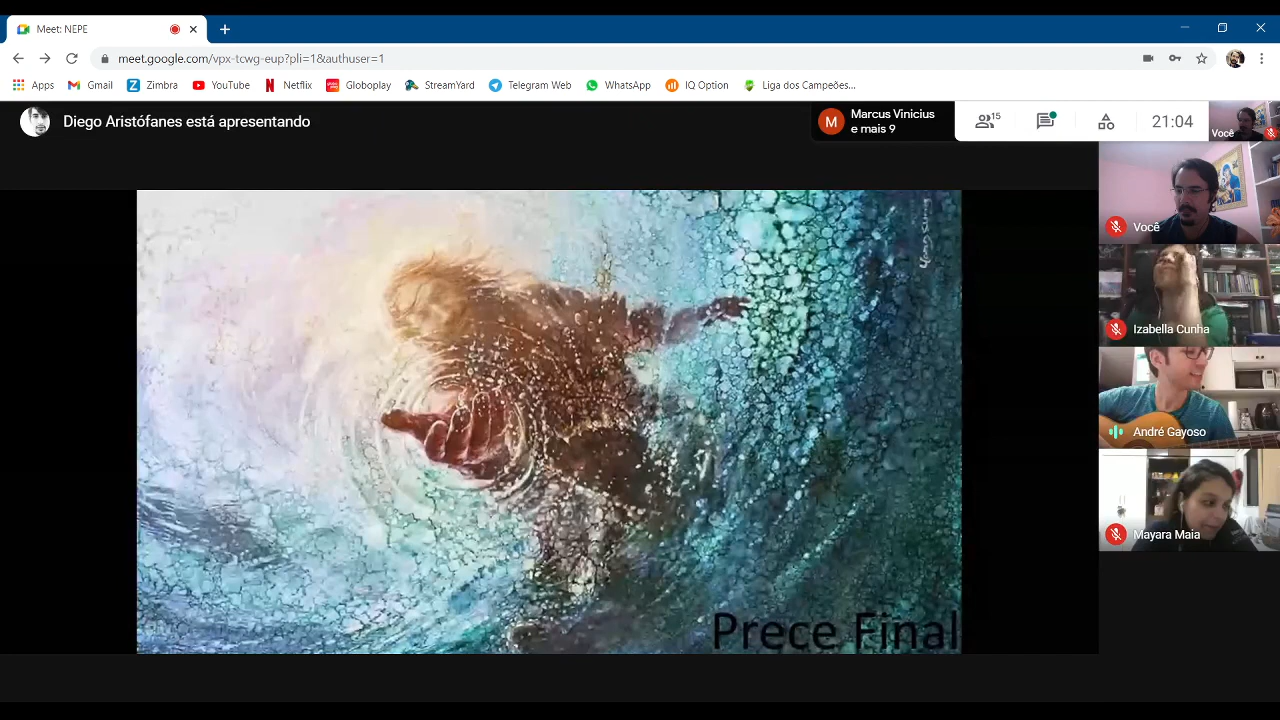 Meet: NEPE
meet.google.com/vpx-tcwg-eup?pli=1&authuser=1
Apps
Gmail
Zimbra
YouTube
Netflix
Globoplay
StreamYard
Telegram Web
WhatsApp
IQ Option
Liga dos Campeões...
Diego Aristófanes está apresentando
M
Marcus Vinicius
e mais 9
15
21:04
Você
Você
Izabella Cunha
André Gayoso
Mayara Maia
Yongsung
Prece Final